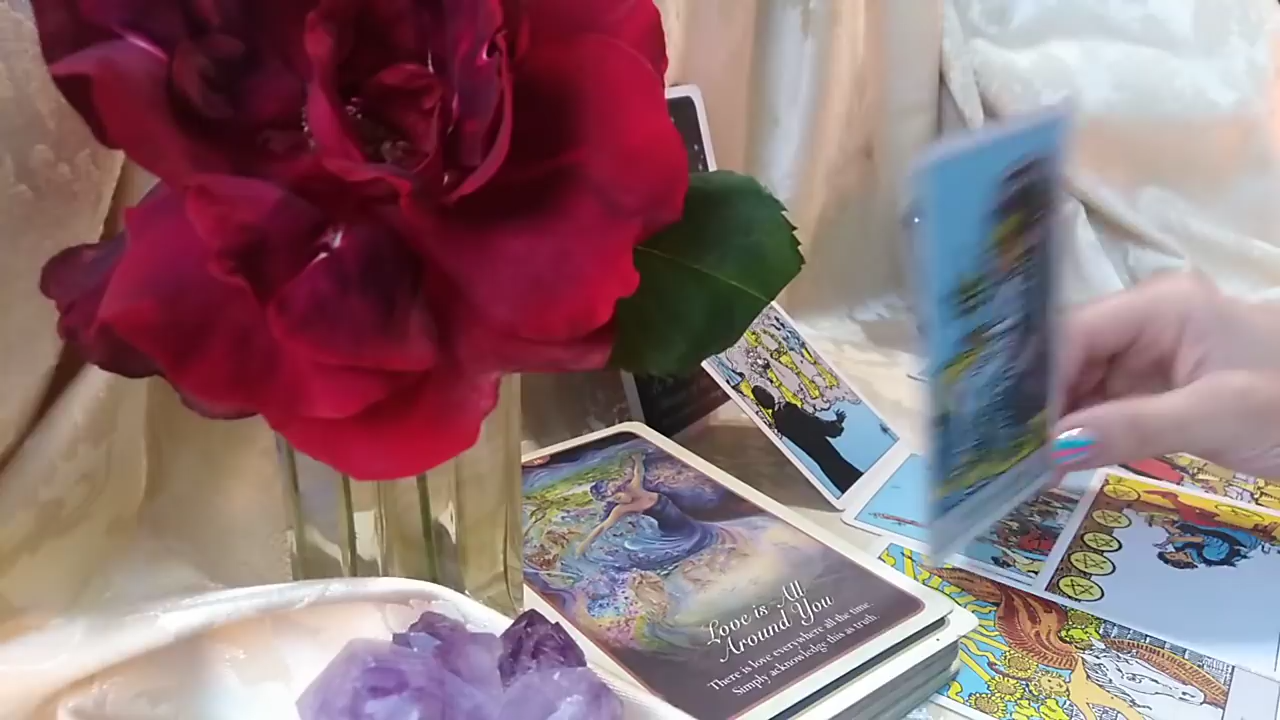 Love is All
Around You
There is love everywhere all the time.
Simply acknowledge this as truth.